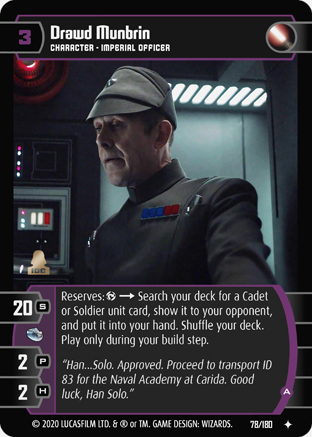 3 Drawd Munbrin
CHARACTER - IMPERIAL OFFICER
20 S
Reserves: → Search your deck for a Cadet
or Soldier unit card, show it to your opponent,
and put it into your hand. Shuffle your deck.
Play only during your build step.
2 P
"Han...Solo. Approved. Proceed to transport ID
83 for the Naval Academy at Carida. Good
luck, Han Solo."
2 H
A
© 2020 LUCASFILM LTD. & ® or TM. GAME DESIGN: WIZARDS. 78/180